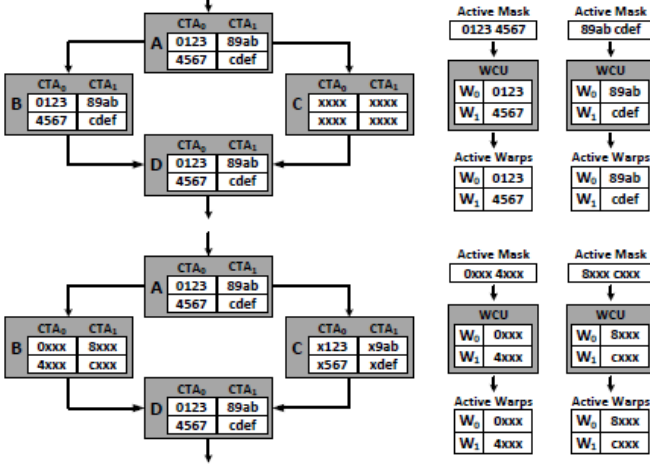 CTA₀ CTA₁
A 0123 89ab
4567 cdef
CTA₀ CTA₁
B 0123 89ab
4567 cdef
CTA₀ CTA₁
C xxxx xxxx
xxxx xxxx
CTA₀ CTA₁
D 0123 89ab
4567 cdef
Active Mask
0123 4567
WCU
W₀ 0123
W₁ 4567
Active Warps
W₀ 0123
W₁ 4567
Active Mask
89ab cdef
WCU
W₀ 89ab
W₁ cdef
Active Warps
W₀ 89ab
W₁ cdef
CTA₀ CTA₁
A 0123 89ab
4567 cdef
CTA₀ CTA₁
B 0xxx 8xxx
4xxx cxxx
CTA₀ CTA₁
C x123 x9ab
x567 xdef
CTA₀ CTA₁
D 0123 89ab
4567 cdef
Active Mask
0xxx 4xxx
WCU
W₀ 0xxx
W₁ 4xxx
Active Warps
W₀ 0xxx
W₁ 4xxx
Active Mask
8xxx cxxx
WCU
W₀ 8xxx
W₁ cxxx
Active Warps
W₀ 8xxx
W₁ cxxx